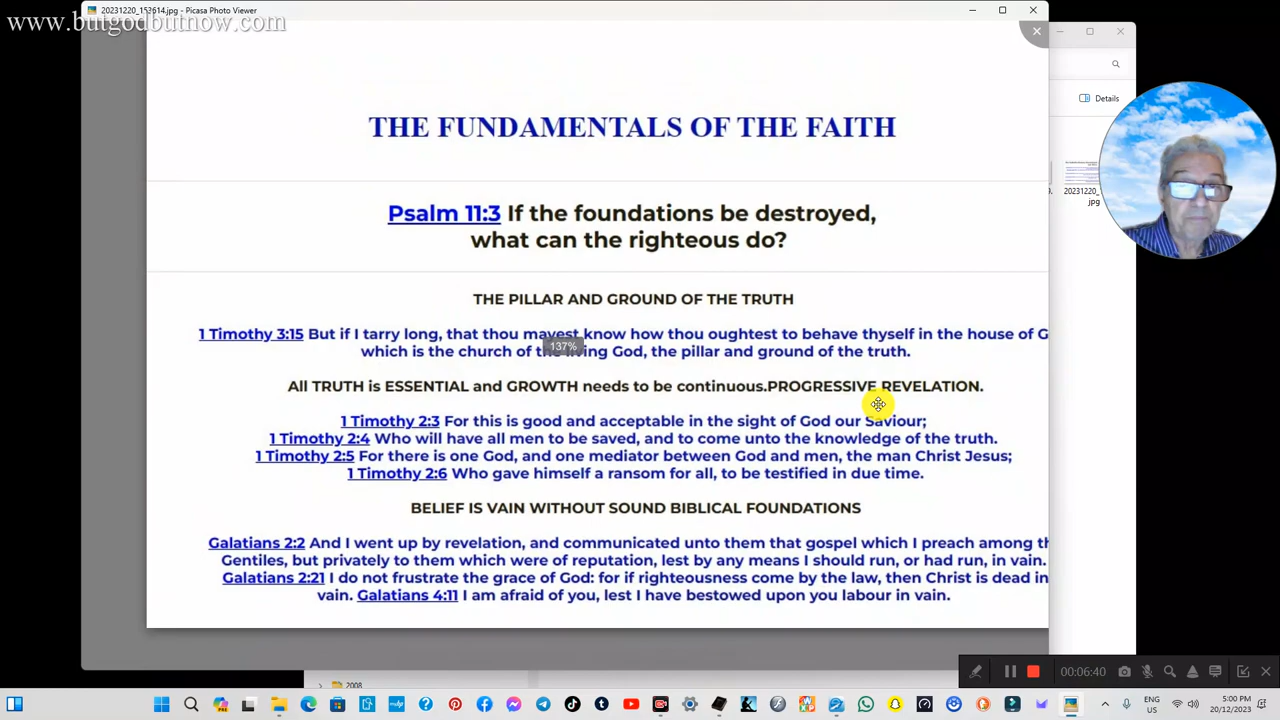 20231220_153614.jpg - Picasa Photo Viewer
www.butgodbutnow.com
Details
THE FUNDAMENTALS OF THE FAITH
Psalm 11:3 If the foundations be destroyed,
what can the righteous do?
THE PILLAR AND GROUND OF THE TRUTH
1 Timothy 3:15 But if I tarry long, that thou mayest know how thou oughtest to behave thyself in the house of G
which is the church of the living God, the pillar and ground of the truth.
137%
All TRUTH is ESSENTIAL and GROWTH needs to be continuous.PROGRESSIVE REVELATION.
1 Timothy 2:3 For this is good and acceptable in the sight of God our Saviour;
1 Timothy 2:4 Who will have all men to be saved, and to come unto the knowledge of the truth.
1 Timothy 2:5 For there is one God, and one mediator between God and men, the man Christ Jesus;
1 Timothy 2:6 Who gave himself a ransom for all, to be testified in due time.
BELIEF IS VAIN WITHOUT SOUND BIBLICAL FOUNDATIONS
Galatians 2:2 And I went up by revelation, and communicated unto them that gospel which I preach among th
Gentiles, but privately to them which were of reputation, lest by any means I should run, or had run, in vain.
Galatians 2:21 I do not frustrate the grace of God: for if righteousness come by the law, then Christ is dead in
vain. Galatians 4:11 I am afraid of you, lest I have bestowed upon you labour in vain.
20231220_
jpg
2008
00:06:40
ENG
US
5:00 PM
20/12/2023